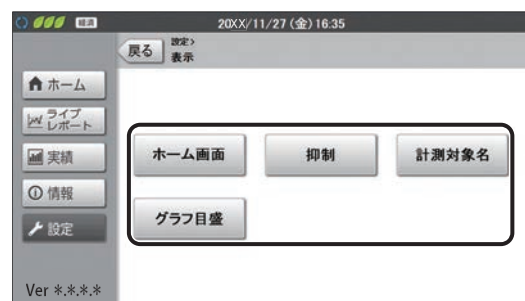 経済 20XX/11/27 (金) 16:35
戻る 設定>
表示
ホーム
ライブ
レポート
実績
情報
設定
ホーム画面 抑制 計測対象名
グラフ目盛
Ver *.*.*.*